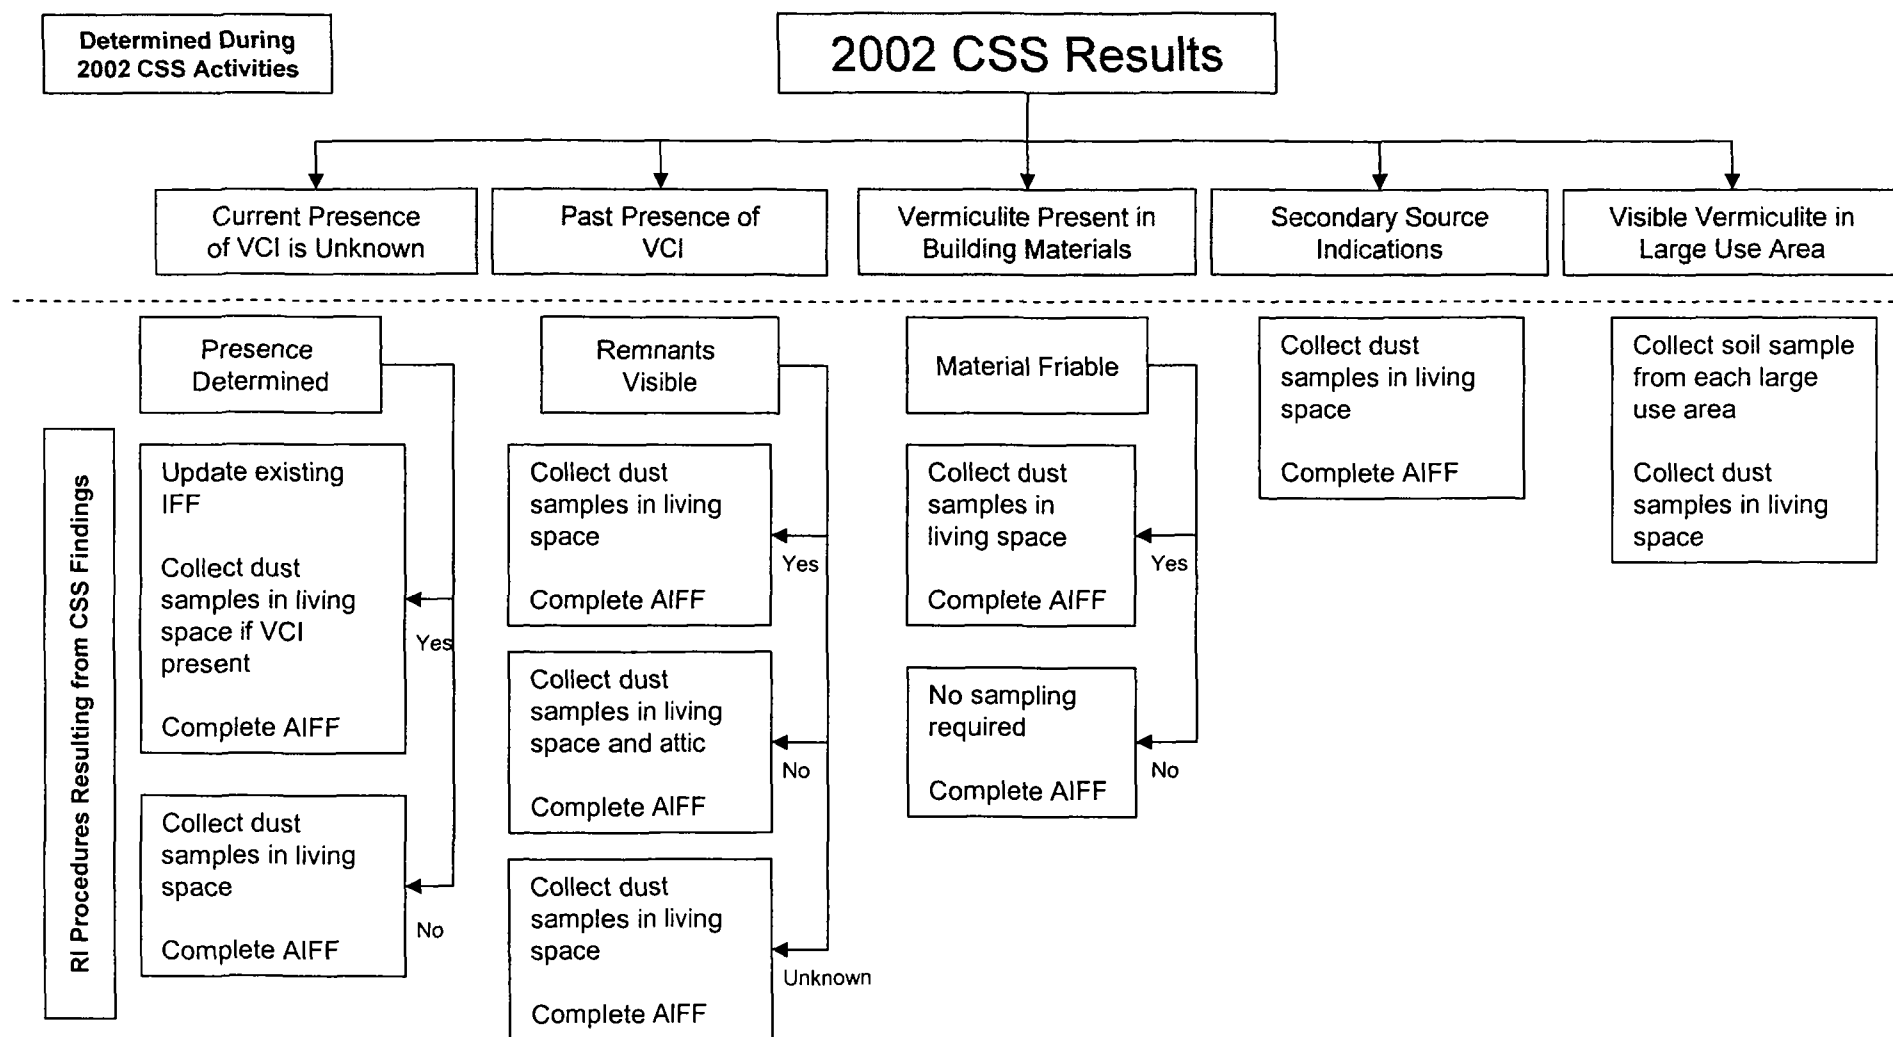 Determined During
2002 CSS Activities
2002 CSS Results
Current Presence
of VCI is Unknown
Past Presence of
VCI
Vermiculite Present in
Building Materials
Secondary Source
Indications
Visible Vermiculite in
Large Use Area
RI Procedures Resulting from CSS Findings
Presence
Determined
Update existing
IFF
Collect dust
samples in living
space if VCI
present
Complete AIFF
Yes
Collect dust
samples in living
space
Complete AIFF
No
Remnants
Visible
Collect dust
samples in living
space
Complete AIFF
Yes
Collect dust
samples in living
space and attic
Complete AIFF
No
Collect dust
samples in living
space
Complete AIFF
Unknown
Material Friable
Collect dust
samples in
living space
Complete AIFF
Yes
No sampling
required
Complete AIFF
No
Collect dust
samples in living
space
Complete AIFF
Collect soil sample
from each large
use area
Collect dust
samples in living
space